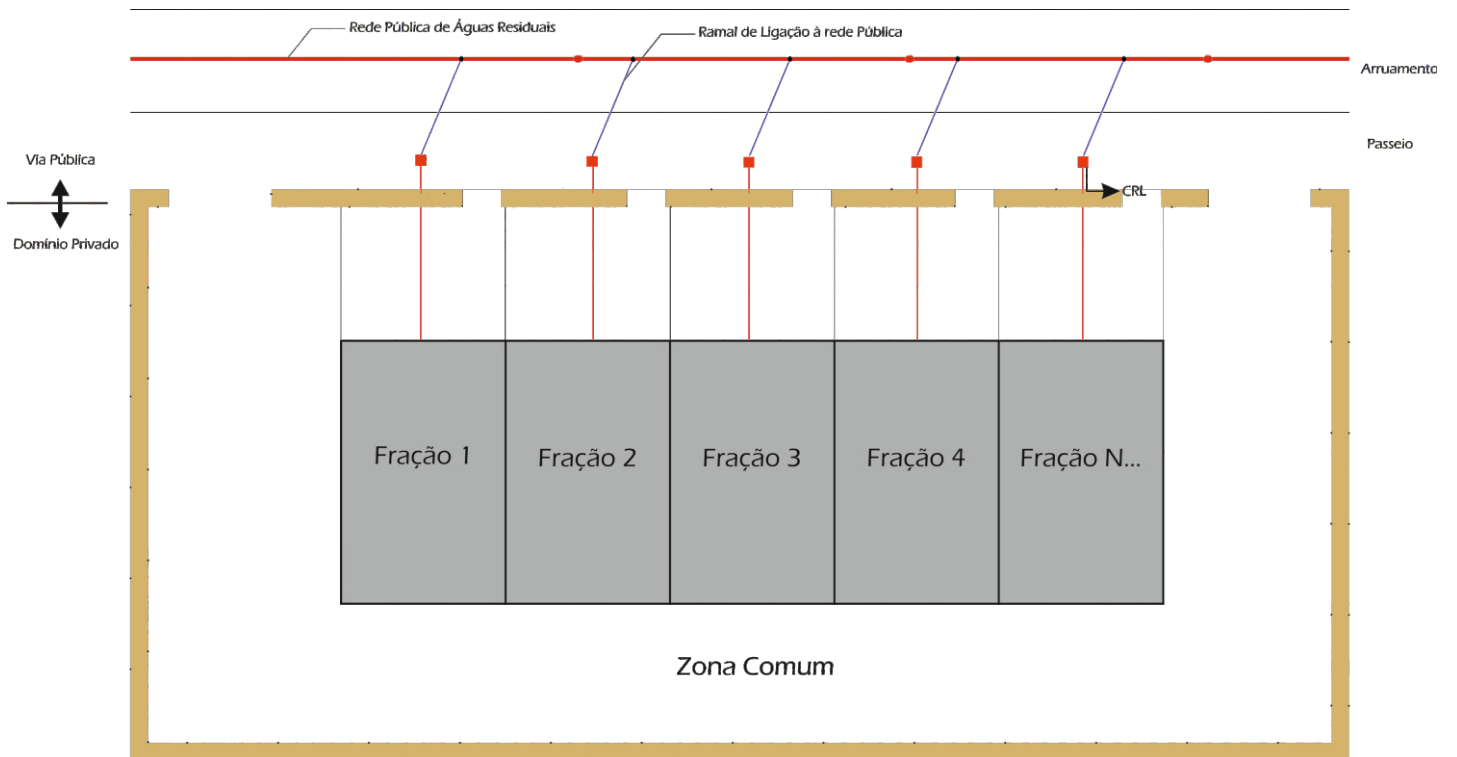 Rede Pública de Águas Residuais
Ramal de Ligação à rede Pública
Arruamento
Passeio
Via Pública
CRL
Domínio Privado
Fração 1
Fração 2
Fração 3
Fração 4
Fração N...
Zona Comum